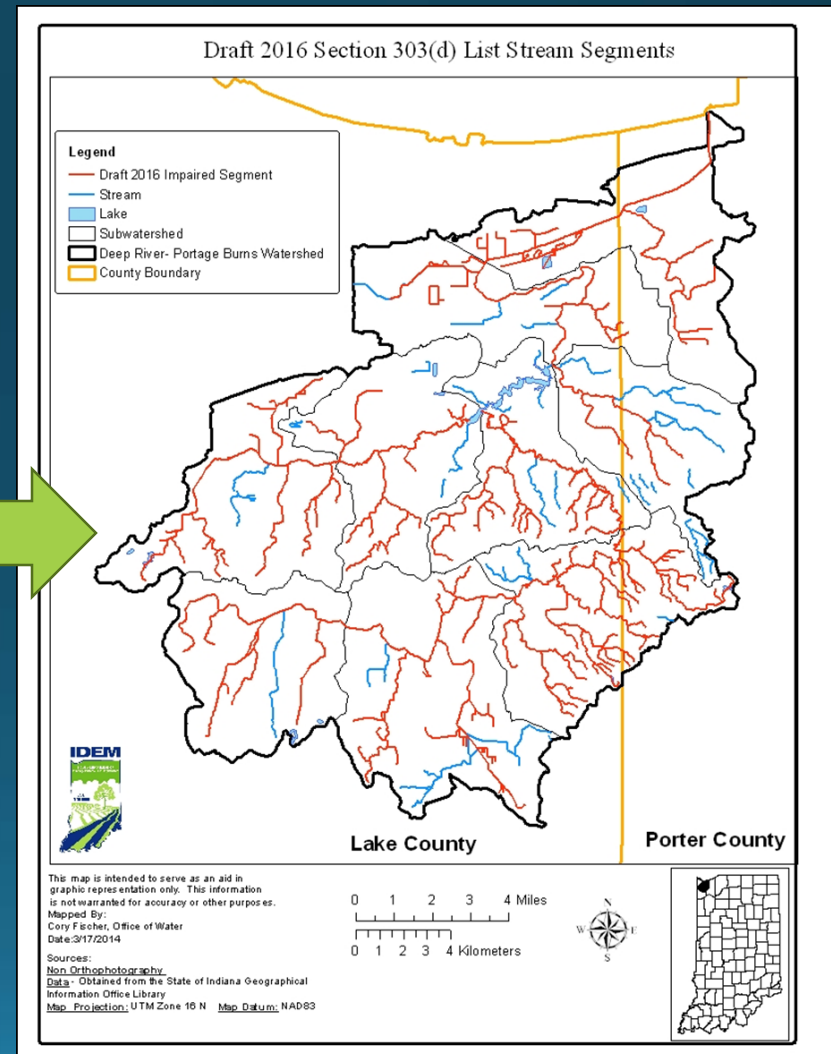 Draft 2016 Section 303(d) List Stream Segments
Legend
Draft 2016 Impaired Segment
Stream
Lake
Subwatershed
Deep River- Portage Burns Watershed
County Boundary
IDEM
Lake County
Porter County
This map is intended to serve as an aid in
graphic representation only. This information
is not warranted for accuracy or other purposes.
Mapped By:
Cory Fischer, Office of Water
Date:3/17/2014
Sources:
Non Orthophotography
Data - Obtained from the State of Indiana Geographical
Information Office Library
Map Projection: UTM Zone 16 N Map Datum: NAD83
0 1 2 3 4 Miles
0 1 2 3 4 Kilometers
N
W E
S